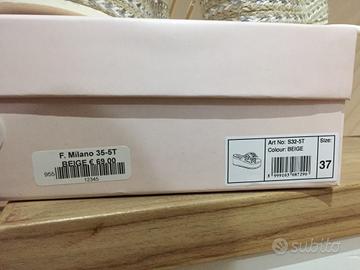 F. Milano 35-5T
BEIGE € 69,00
955
12345
Art No: S32-5T
Colour: BEIGE
Size:
37
subito